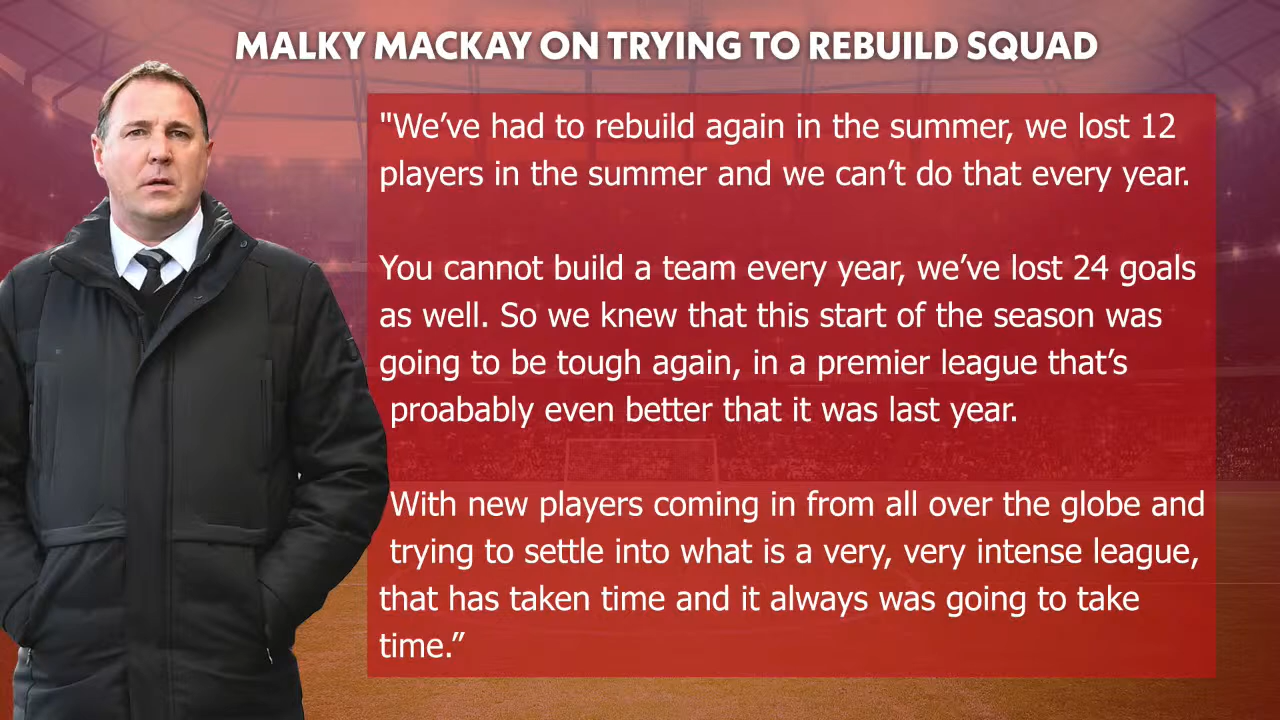 MALKY MACKAY ON TRYING TO REBUILD SQUAD
"We’ve had to rebuild again in the summer, we lost 12
players in the summer and we can’t do that every year.
You cannot build a team every year, we’ve lost 24 goals
as well. So we knew that this start of the season was
going to be tough again, in a premier league that’s
proabably even better that it was last year.
With new players coming in from all over the globe and
trying to settle into what is a very, very intense league,
that has taken time and it always was going to take
time.”